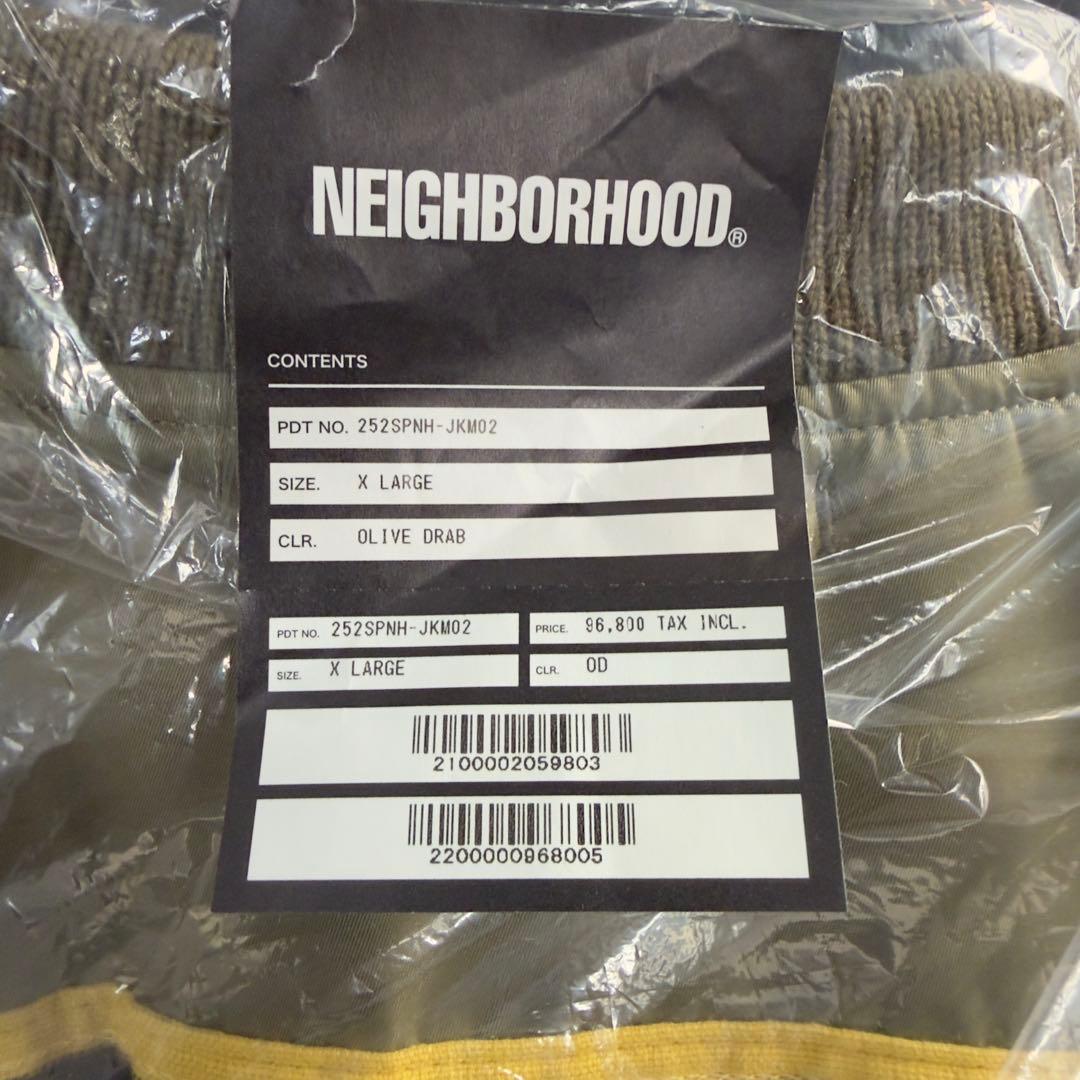 NEIGHBORHOOD®
CONTENTS
PDT NO. 252SPNH-JKM02
SIZE. X LARGE
CLR. OLIVE DRAB
PDT NO. 252SPNH-JKM02 PRICE. 96,800 TAX INCL.
SIZE. X LARGE CLR. OD
2100002059803
2200000968005